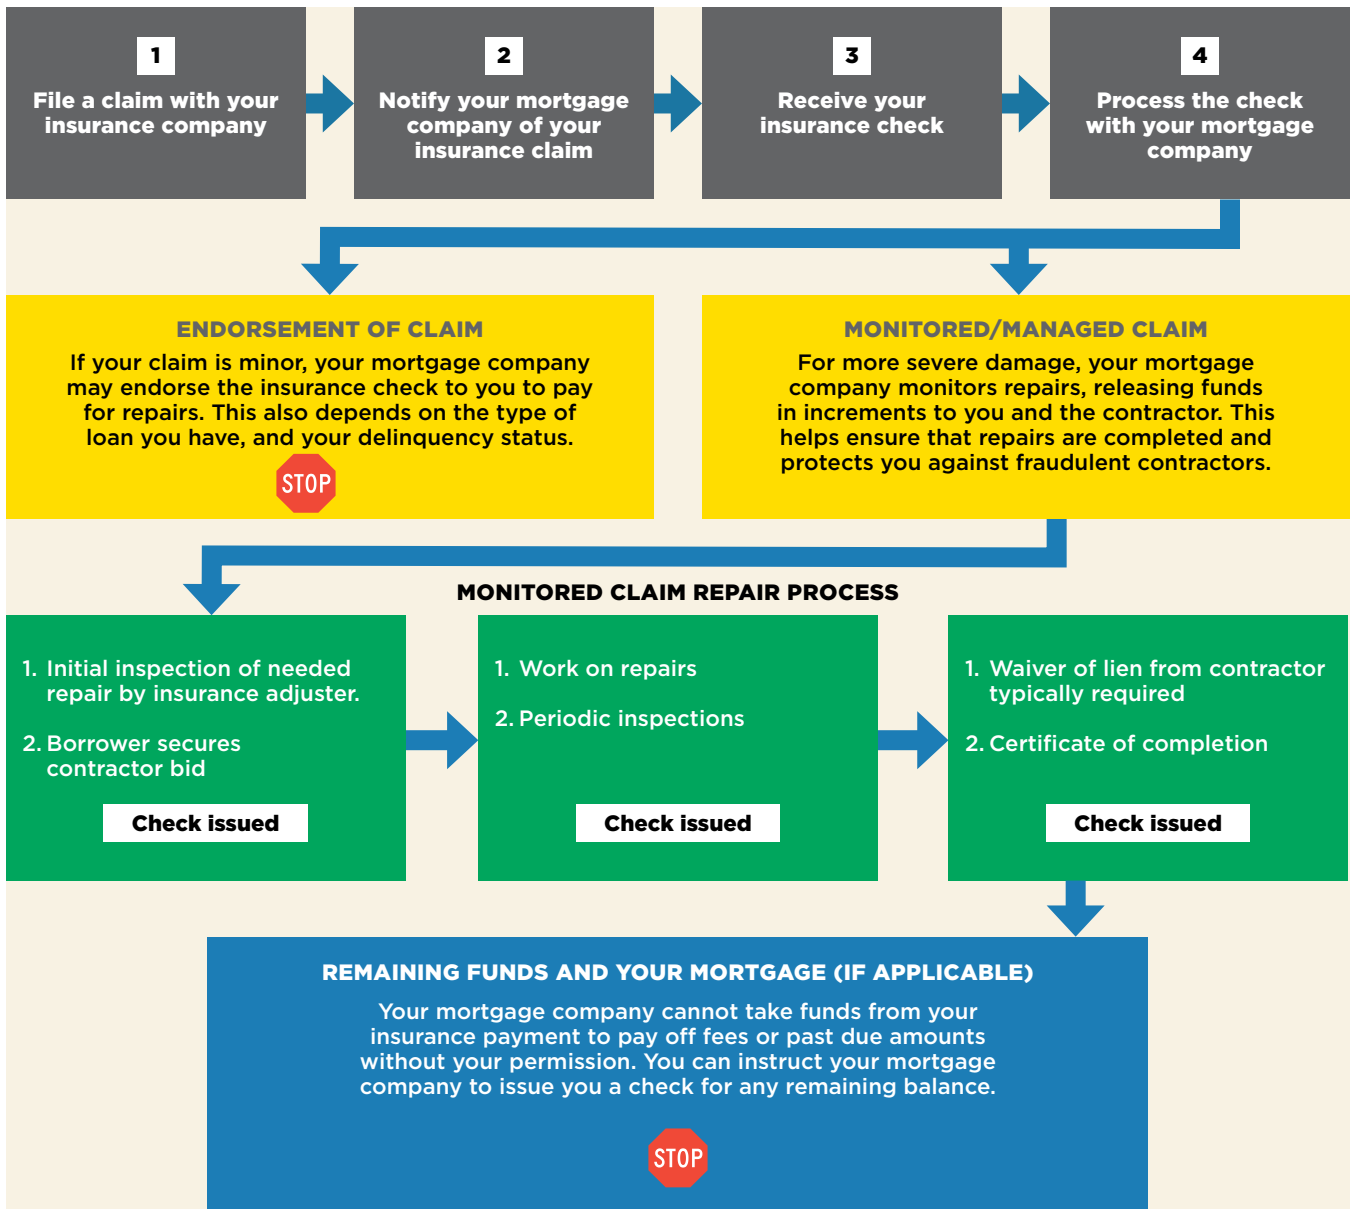 1
File a claim with your
insurance company
2
Notify your mortgage
company of your
insurance claim
3
Receive your
insurance check
4
Process the check
with your mortgage
company
ENDORSEMENT OF CLAIM
If your claim is minor, your mortgage company
may endorse the insurance check to you to pay
for repairs. This also depends on the type of
loan you have, and your delinquency status.
STOP
MONITORED/MANAGED CLAIM
For more severe damage, your mortgage
company monitors repairs, releasing funds
in increments to you and the contractor. This
helps ensure that repairs are completed and
protects you against fraudulent contractors.
MONITORED CLAIM REPAIR PROCESS
1. Initial inspection of needed
repair by insurance adjuster.
2. Borrower secures
contractor bid
Check issued
1. Work on repairs
2. Periodic inspections
Check issued
1. Waiver of lien from contractor
typically required
2. Certificate of completion
Check issued
REMAINING FUNDS AND YOUR MORTGAGE (IF APPLICABLE)
Your mortgage company cannot take funds from your
insurance payment to pay off fees or past due amounts
without your permission. You can instruct your mortgage
company to issue you a check for any remaining balance.
STOP